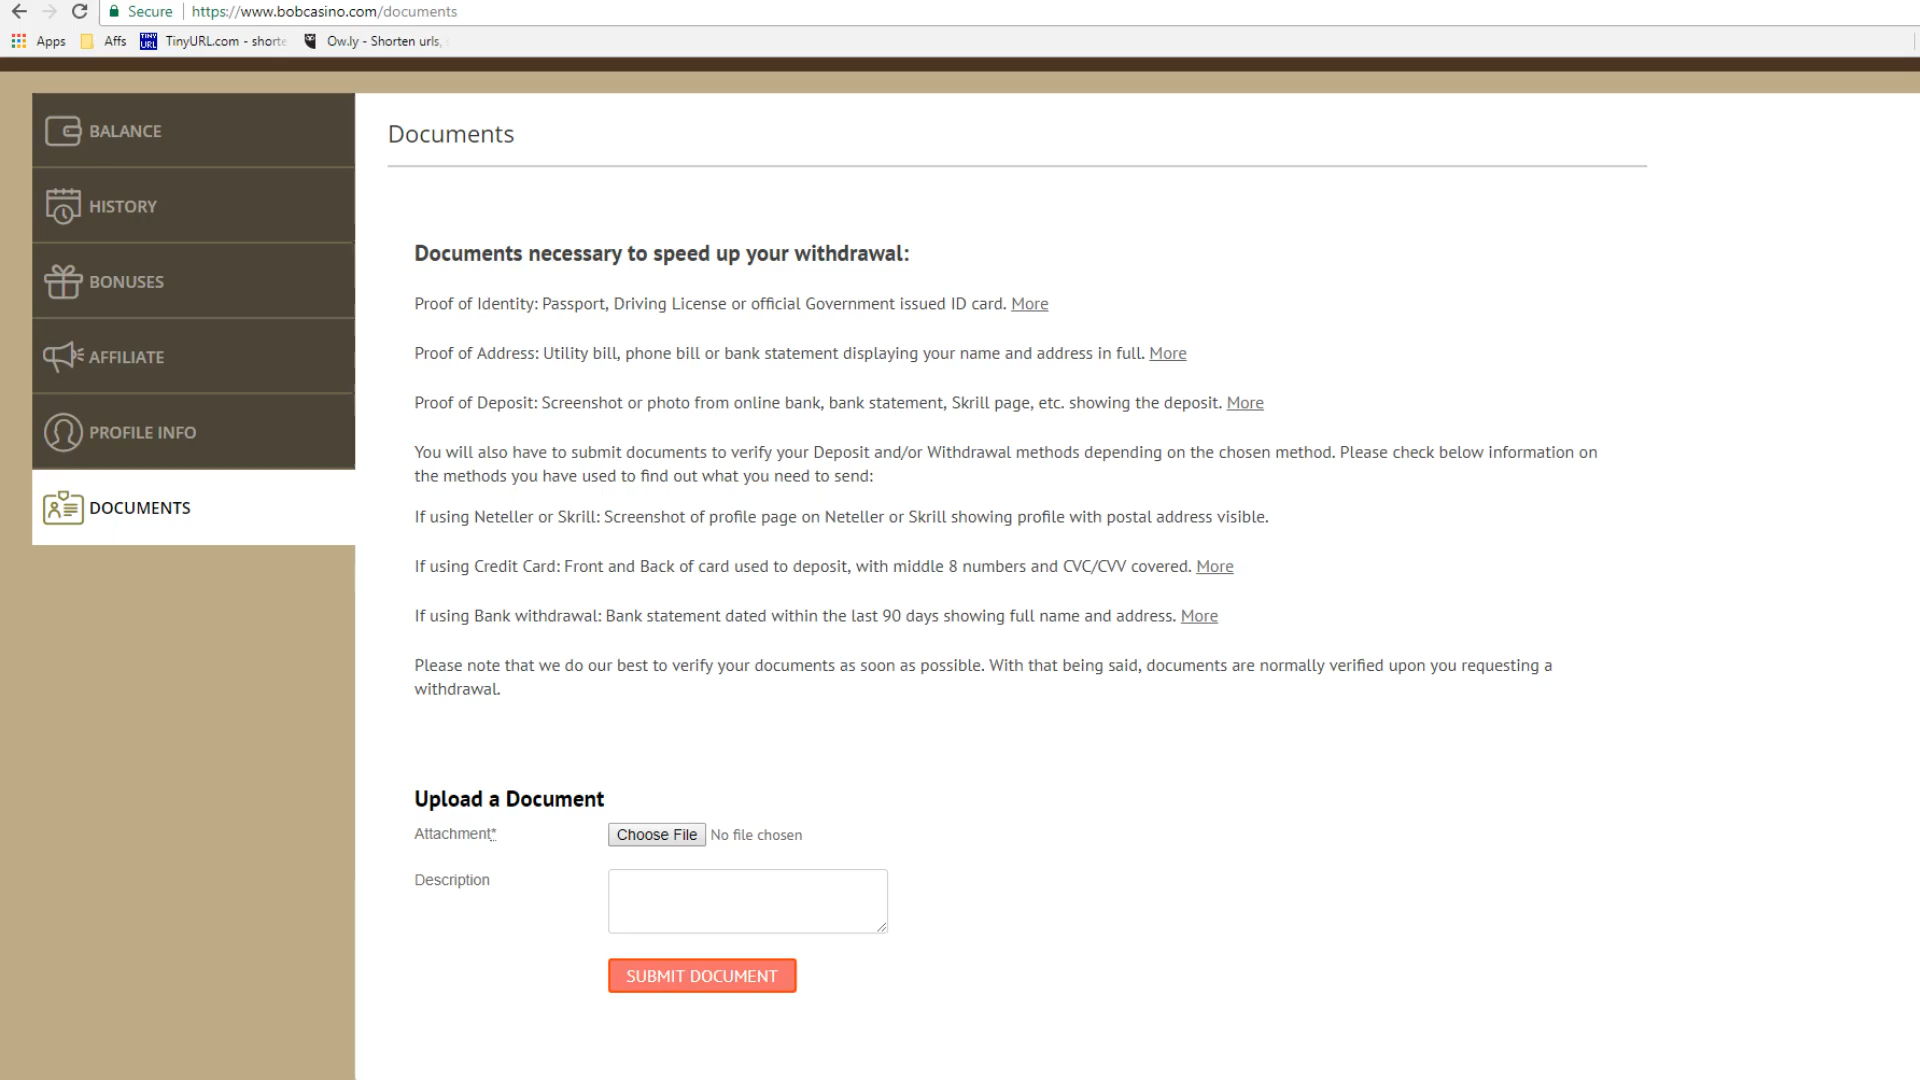 Secure https://www.bobcasino.com/documents
Apps Affs TinyURL.com - shorte Ow.ly - Shorten urls,
BALANCE
HISTORY
BONUSES
AFFILIATE
PROFILE INFO
DOCUMENTS
Documents
Documents necessary to speed up your withdrawal:
Proof of Identity: Passport, Driving License or official Government issued ID card. More
Proof of Address: Utility bill, phone bill or bank statement displaying your name and address in full. More
Proof of Deposit: Screenshot or photo from online bank, bank statement, Skrill page, etc. showing the deposit. More
You will also have to submit documents to verify your Deposit and/or Withdrawal methods depending on the chosen method. Please check below information on
the methods you have used to find out what you need to send:
If using Neteller or Skrill: Screenshot of profile page on Neteller or Skrill showing profile with postal address visible.
If using Credit Card: Front and Back of card used to deposit, with middle 8 numbers and CVC/CVV covered. More
If using Bank withdrawal: Bank statement dated within the last 90 days showing full name and address. More
Please note that we do our best to verify your documents as soon as possible. With that being said, documents are normally verified upon you requesting a
withdrawal.
Upload a Document
Attachment* Choose File No file chosen
Description
SUBMIT DOCUMENT
TINY
URL